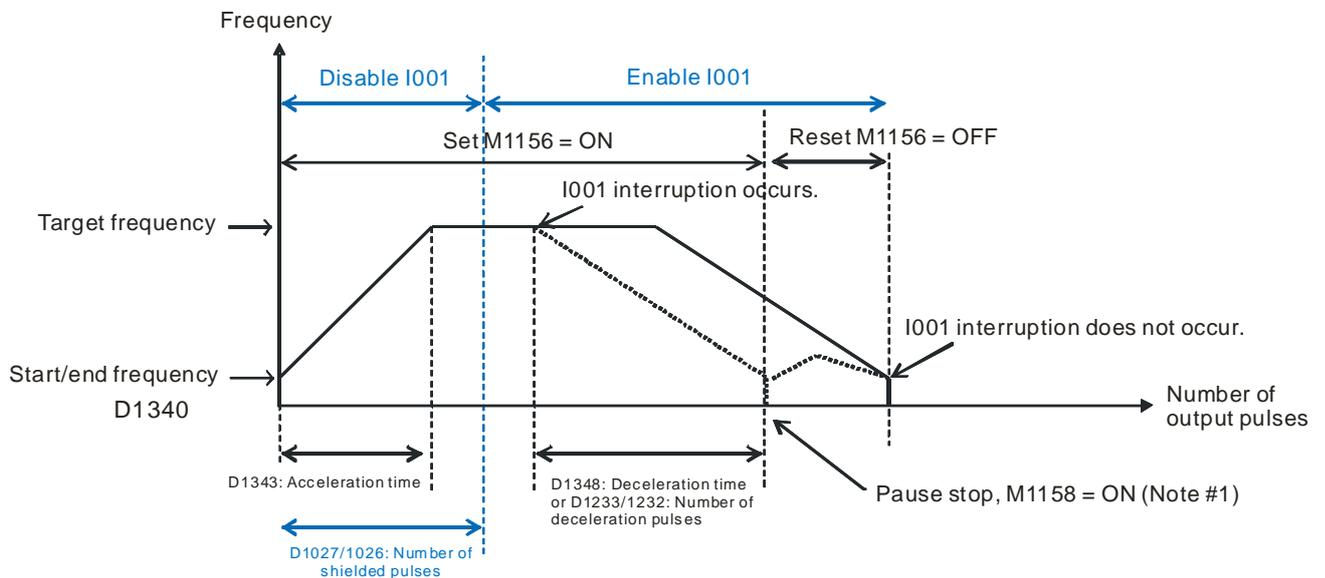 Frequency
Disable I001
Enable I001
Set M1156 = ON
Reset M1156 = OFF
I001 interruption occurs.
Target frequency
I001 interruption does not occur.
Start/end frequency
D1340
Number of
output pulses
D1343: Acceleration time
D1348: Deceleration time
or D1233/1232: Number of
deceleration pulses
Pause stop, M1158 = ON (Note #1)
D1027/1026: Number of
shielded pulses